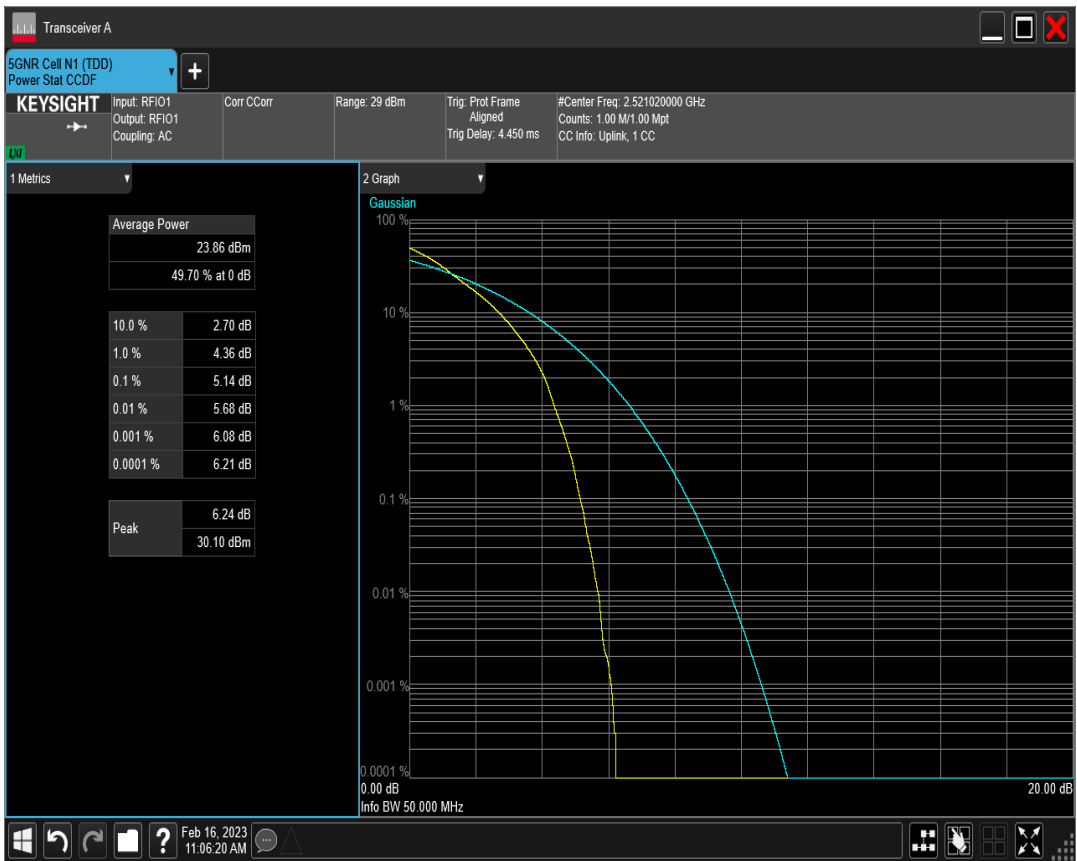 Transceiver A
5GNR Cell N1 (TDD)
Power Stat CCDF
+
KEYSIGHT
LXI
Input: RFIO1
Output: RFIO1
Coupling: AC
Corr CCorr
Range: 29 dBm
Trig: Prot Frame
Aligned
Trig Delay: 4.450 ms
#Center Freq: 2.521020000 GHz
Counts: 1.00 M/1.00 Mpt
CC Info: Uplink, 1 CC
1 Metrics
Average Power
23.86 dBm
49.70 % at 0 dB
10.0 % 2.70 dB
1.0 % 4.36 dB
0.1 % 5.14 dB
0.01 % 5.68 dB
0.001 % 6.08 dB
0.0001 % 6.21 dB
Peak 6.24 dB
30.10 dBm
2 Graph
Gaussian
100 %
10 %
1 %
0.1 %
0.01 %
0.001 %
0.0001 %
0.00 dB 20.00 dB
Info BW 50.000 MHz
?
Feb 16, 2023
11:06:20 AM